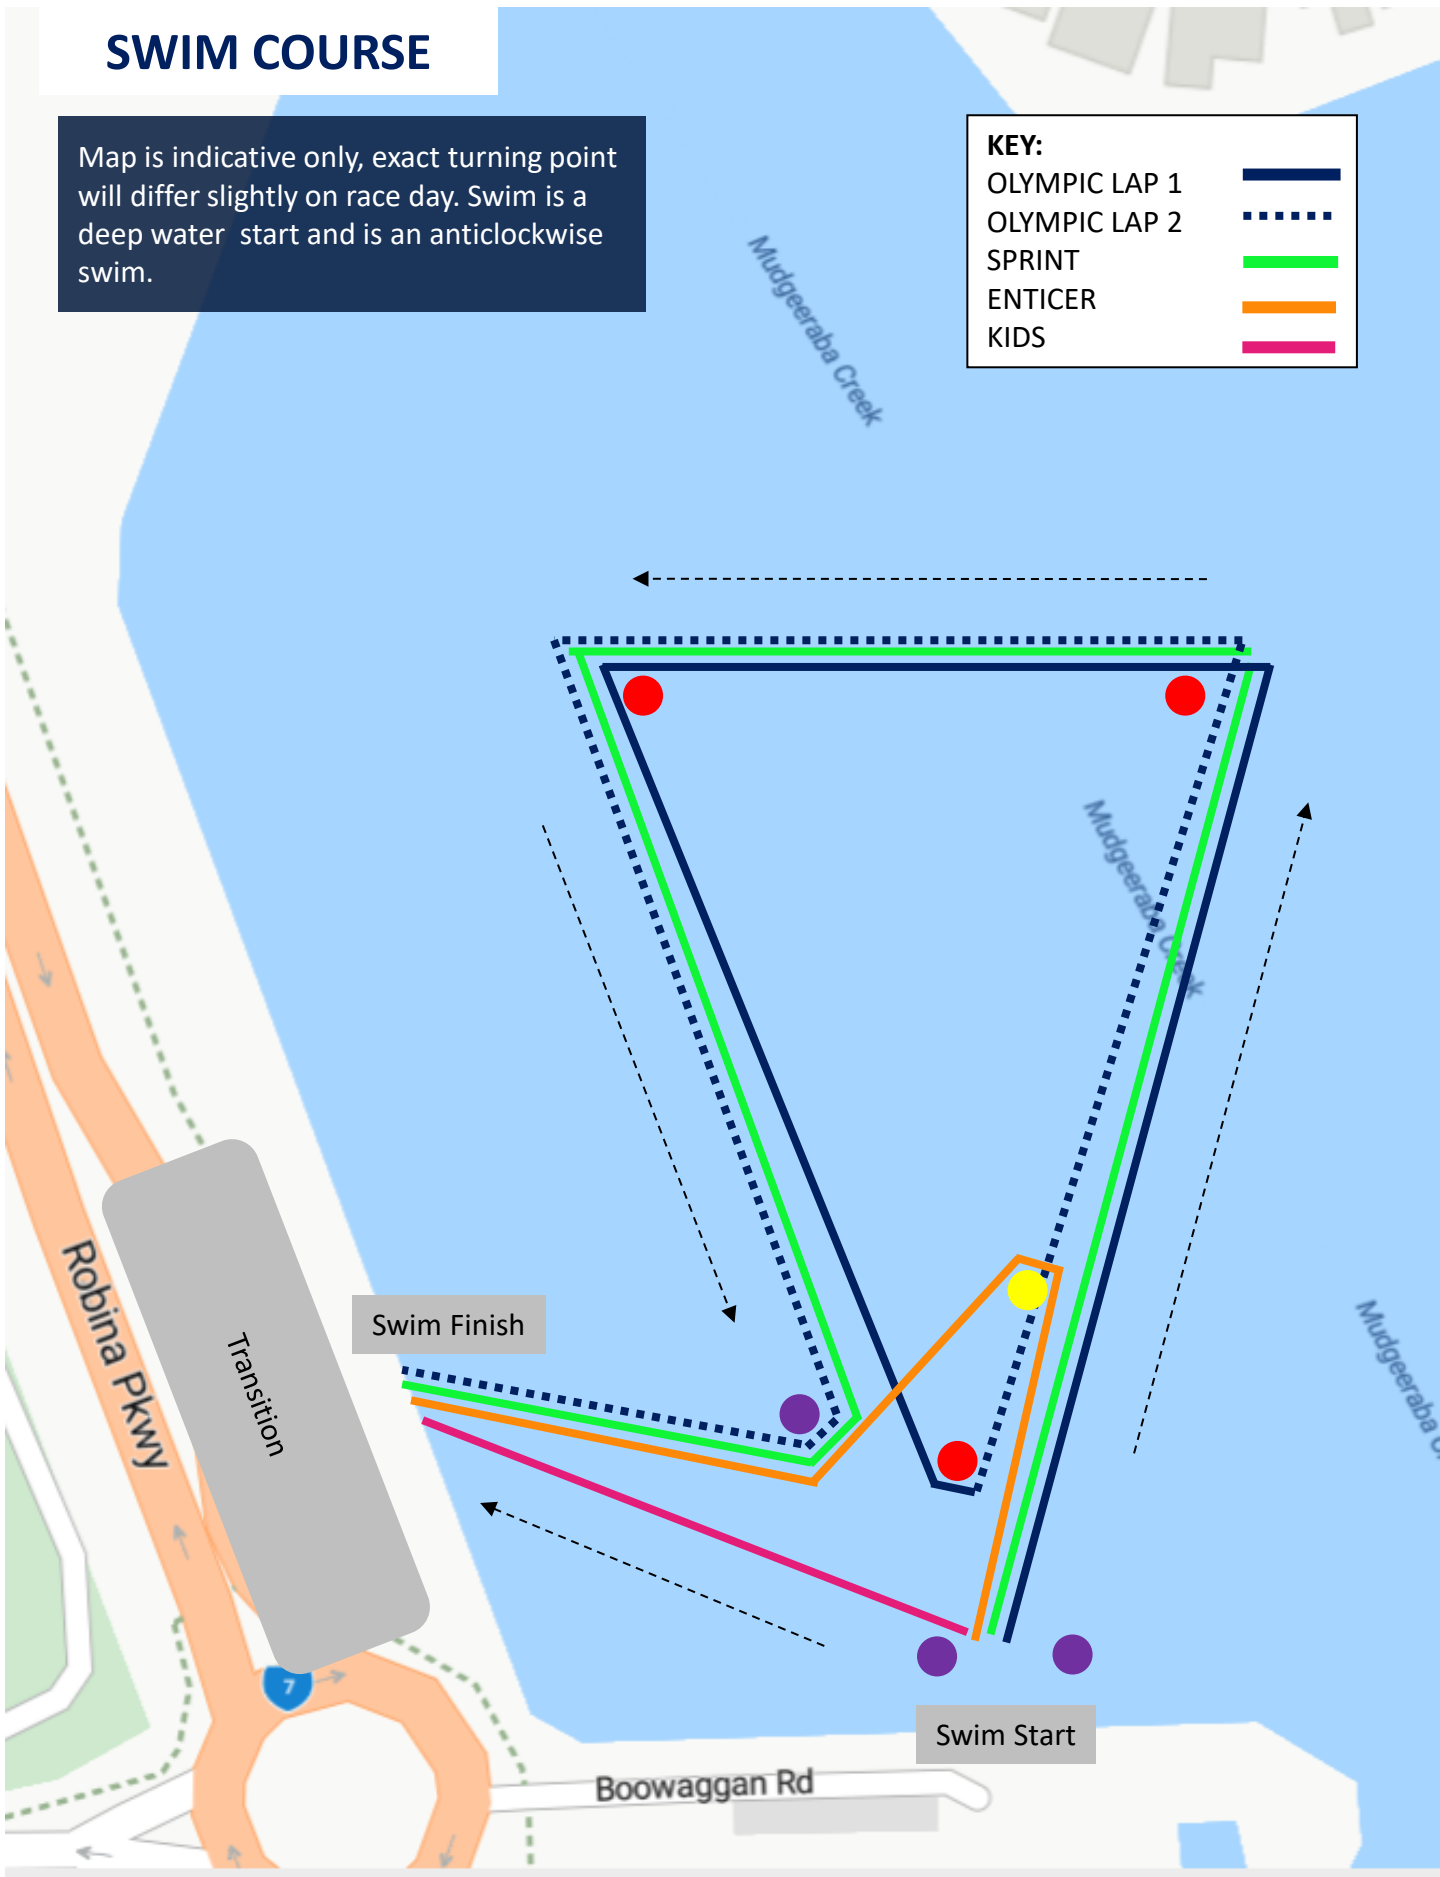 SWIM COURSE
Map is indicative only, exact turning point
will differ slightly on race day. Swim is a
deep water  start and is an anticlockwise
swim.
KEY:
OLYMPIC LAP 1
OLYMPIC LAP 2
SPRINT
ENTICER
KIDS
Mudgeeraba Creek
Mudgeeraba Creek
Mudgeeraba C
Swim Finish
Robina Pkwy
Transition
7
Swim Start
Boowaggan Rd